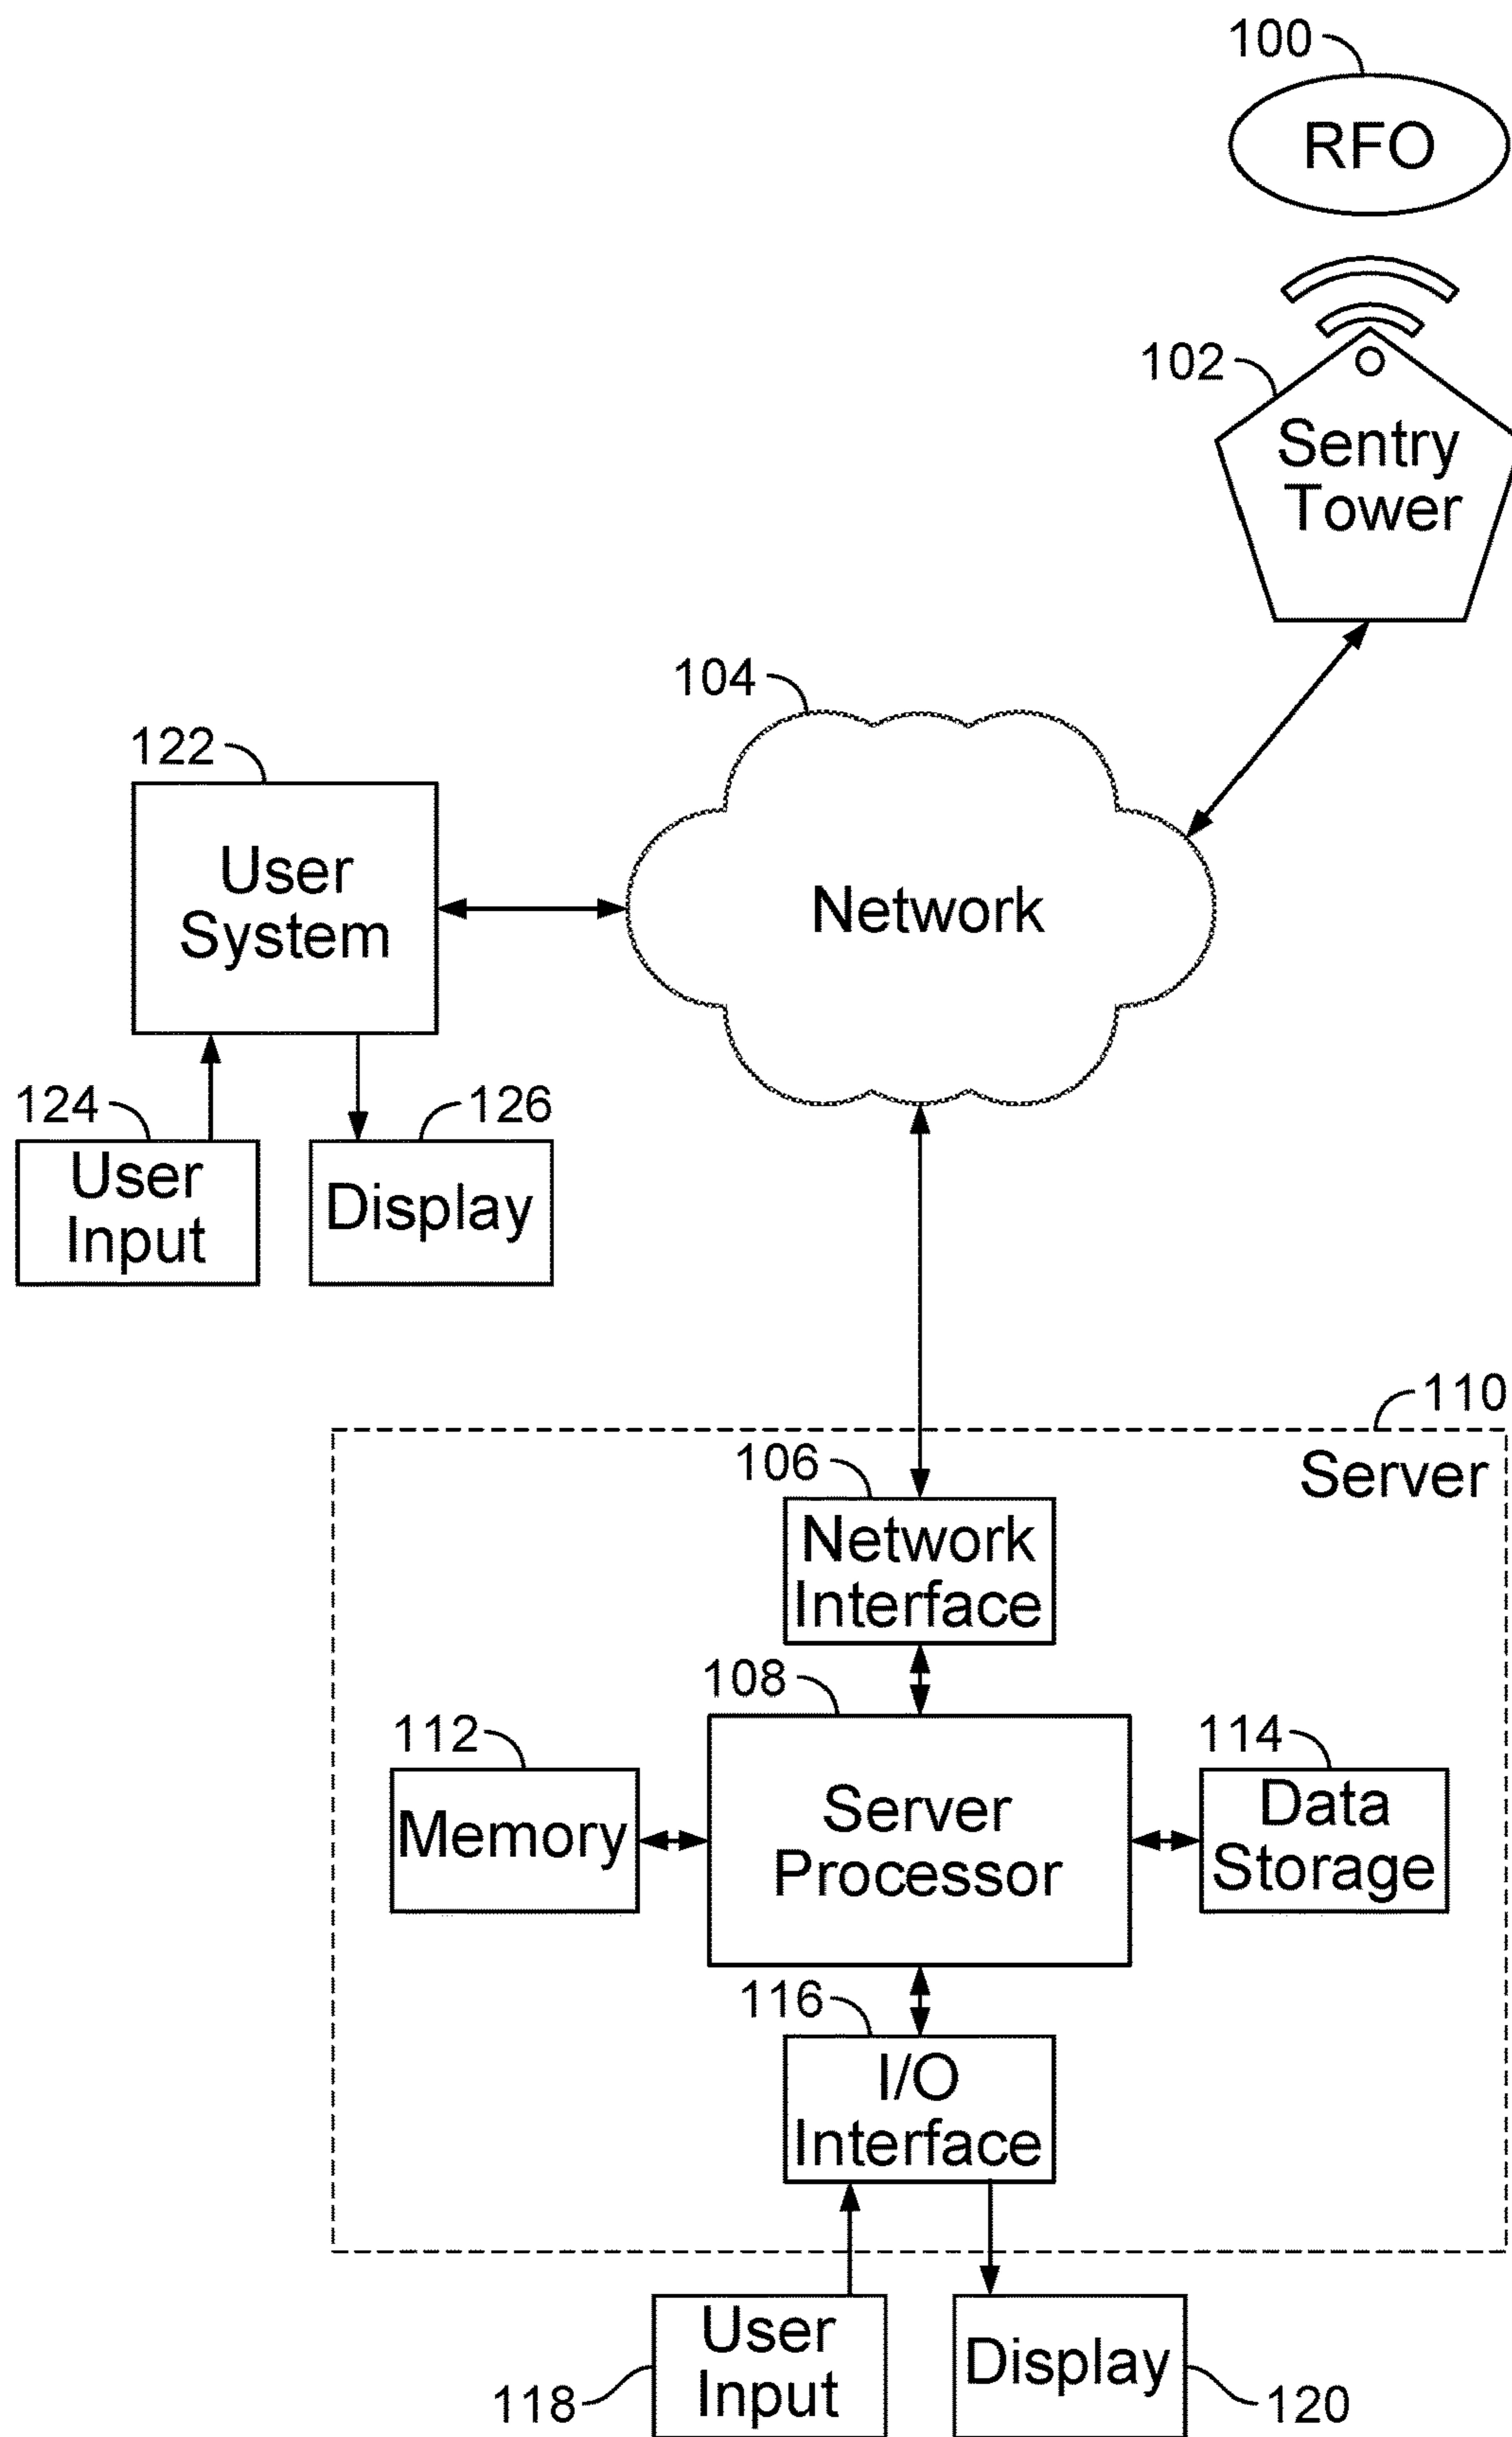 100
RFO
102
Sentry
Tower
104
Network
122
User
System
124
User
Input
126
Display
110
Server
106
Network
Interface
108
Server
Processor
112
Memory
114
Data
Storage
116
I/O
Interface
118
User
Input
Display
120